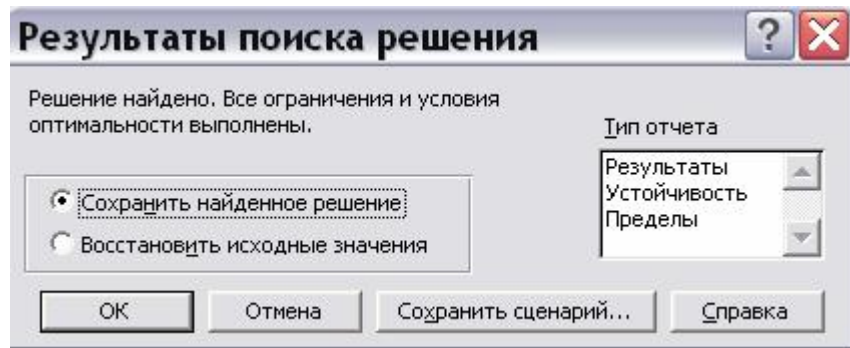 Результаты поиска решения
Решение найдено. Все ограничения и условия
оптимальности выполнены.
Тип отчета
Результаты
Устойчивость
Пределы
Сохранить найденное решение
Восстановить исходные значения
ОК
Отмена
Сохранить сценарий...
Справка